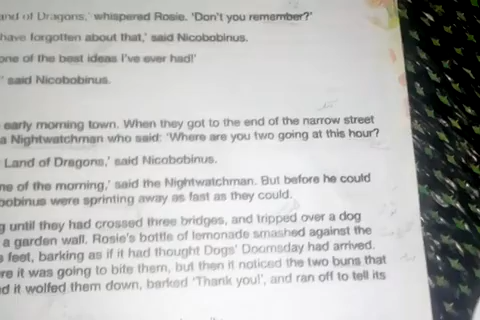 and of Dragons,' whispered Rosie. 'Don't you remember?'
have forgotten about that,' said Nicobobinus.
one of the best ideas I've ever had!'
' said Nicobobinus.
early morning town. When they got to the end of the narrow street
a Nightwatchman who said: 'Where are you two going at this hour?
Land of Dragons,' said Nicobobinus.
me of the morning,' said the Nightwatchman. But before he could
bobinus were sprinting away as fast as they could.
g until they had crossed three bridges, and tripped over a dog
a garden wall. Rosie's bottle of lemonade smashed against the
s feet, barking as if it had thought Dogs' Doomsday had arrived.
re it was going to bite them, but then it noticed the two buns that
d it wolfed them down, barked 'Thank you!', and ran off to tell its